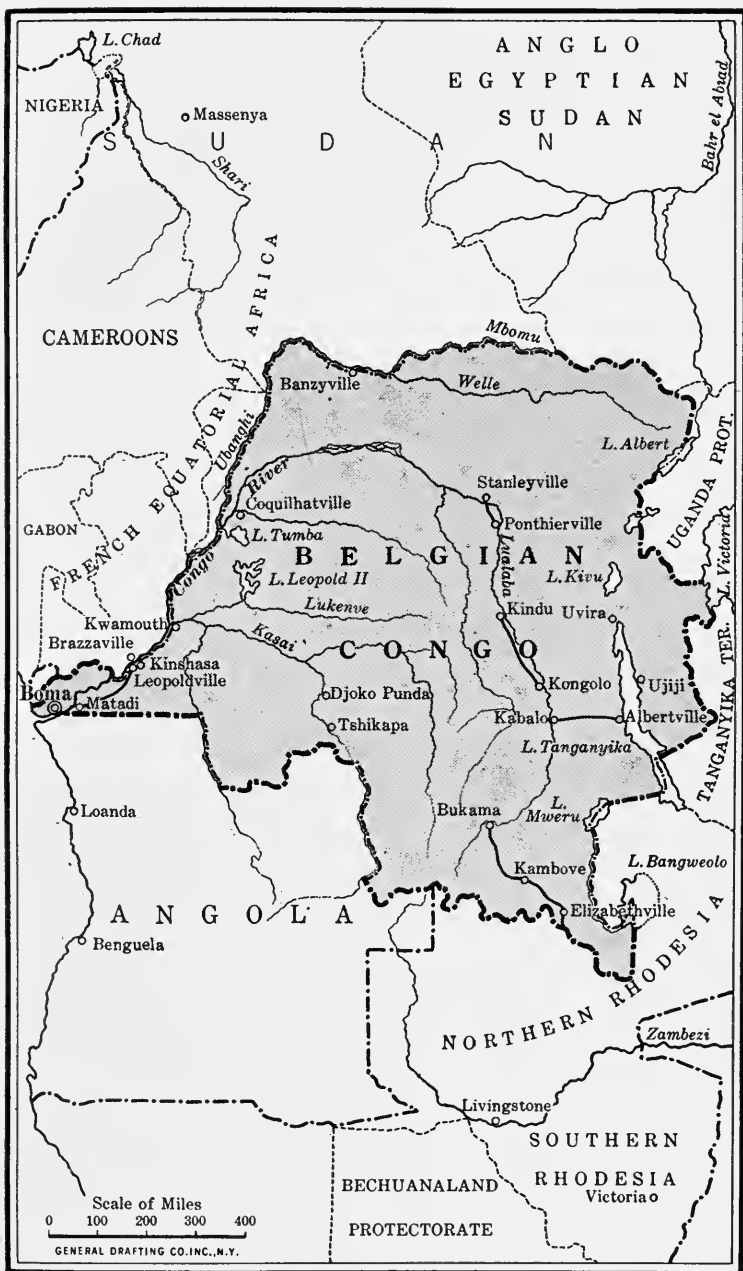 L. Chad
ANGLO
EGYPTIAN
SUDAN
Bahr el Abiad
NIGERIA
Massenya
SUDAN
Shari
CAMEROONS
FRENCH EQUATORIAL AFRICA
Mbomu
Banzyville
Welle
Ubanghi
L. Albert
UGANDA PROT.
River
Stanleyville
Coquilhatville
Ponthierville
GABON
L. Tumba
BELGIAN
Congo
L. Leopold II
Lualaba
L. Kivu
L. Victoria
Lukenve
Kwamouth
Kindu
Uvira
Brazzaville
Kasai
CONGO
Kinshasa
Leopoldville
Boma
Matadi
Djoko Punda
Kongolo
Ujiji
TANGANYIKA TER.
Tshikapa
Kabalo
Albertville
L. Tanganyika
Loanda
Bukama
L.
Mweru
Kambove
L. Bangweolo
ANGOLA
Elizabethville
Benguela
NORTHERN RHODESIA
Zambezi
Livingstone
SOUTHERN
RHODESIA
BECHUANALAND
Victoria
PROTECTORATE
Scale of Miles
0 100 200 300 400
GENERAL DRAFTING CO.INC.,N.Y.